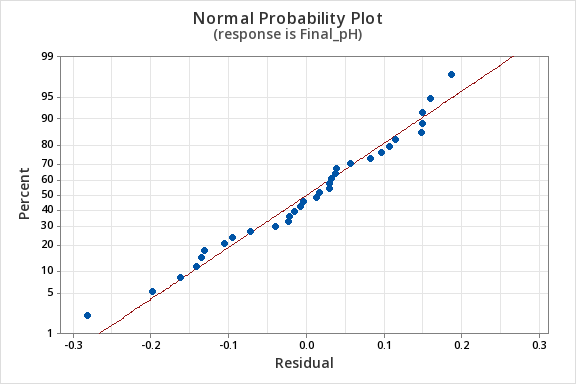 Normal Probability Plot
(response is Final_pH)
99
95
90
80
70
60
50
40
30
20
10
5
1
Percent
-0.3 -0.2 -0.1 0.0 0.1 0.2 0.3
Residual